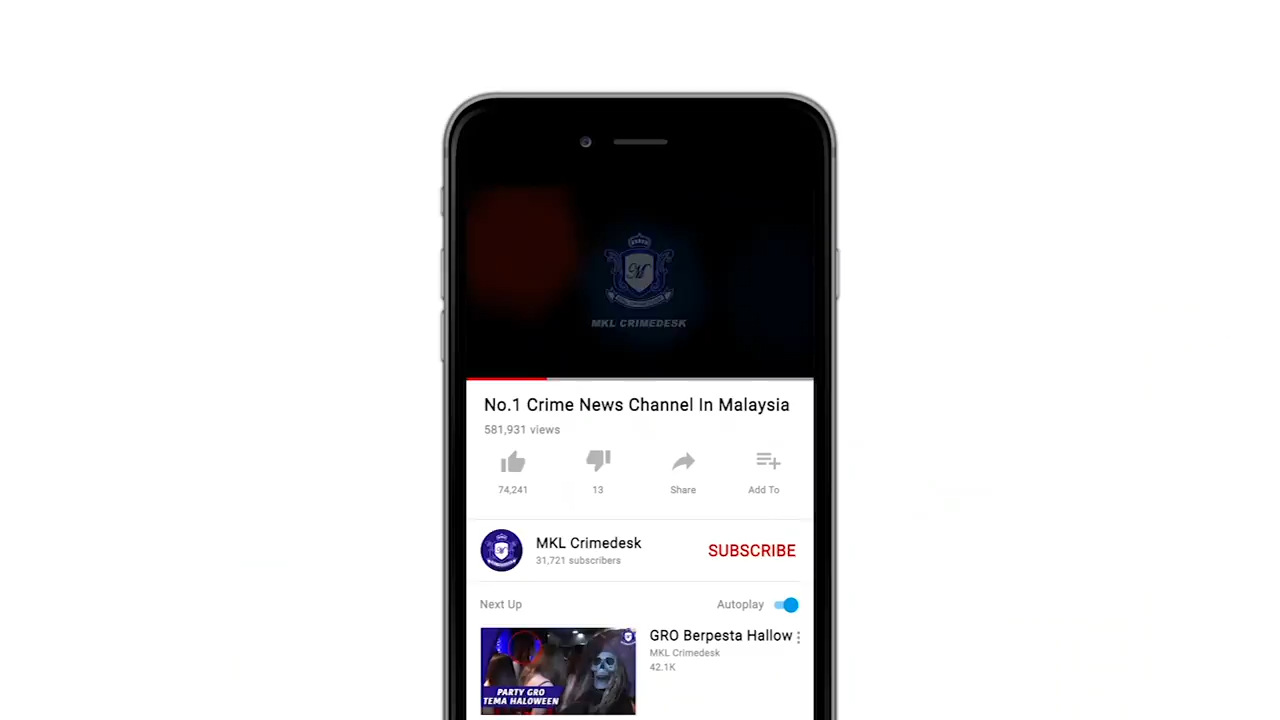 M
MKL CRIMEDESK
No.1 Crime News Channel In Malaysia
581,931 views
74,241
13
Share
Add To
MKL Crimedesk
31,721 subscribers
SUBSCRIBE
Next Up
Autoplay
GRO Berpesta Hallow
MKL Crimedesk
42.1K
PARTY GRO
TEMA HALOWEEN